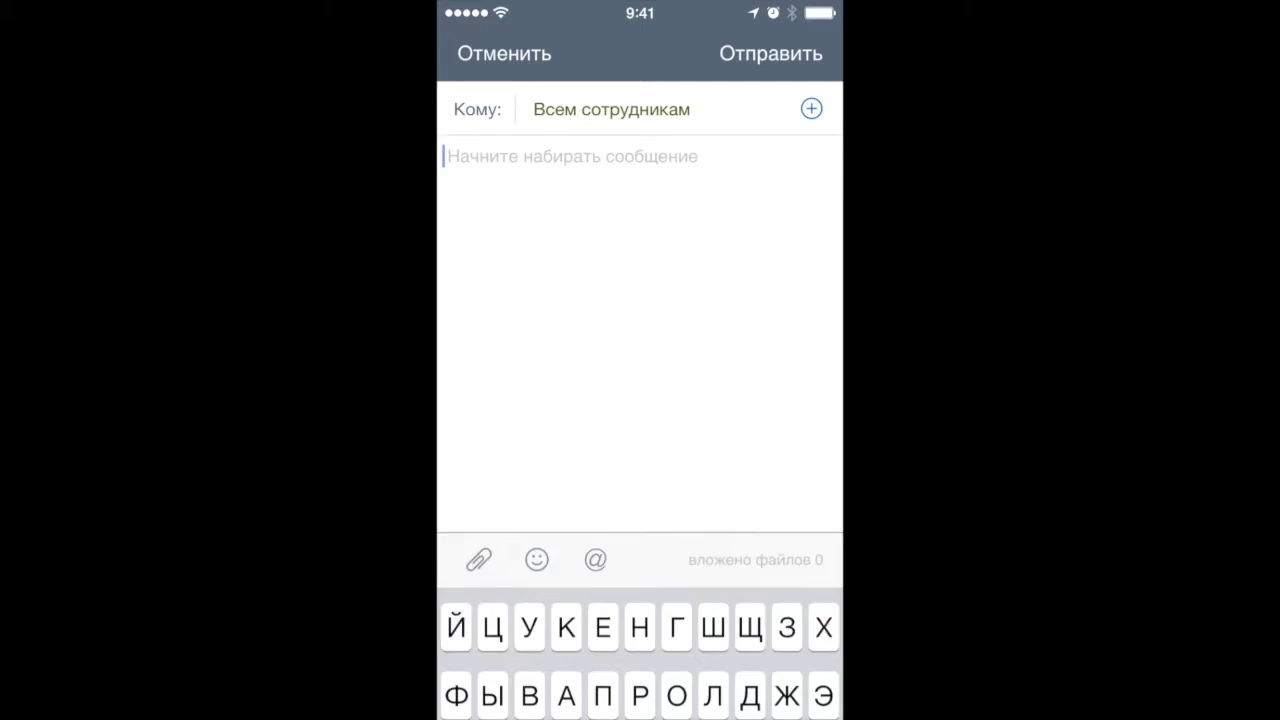 9:41
Отменить Отправить
Кому: Всем сотрудникам
Начните набирать сообщение
@ вложено файлов 0
Й Ц У К Е Н Г Ш Щ З Х
Ф Ы В А П Р О Л Д Ж Э